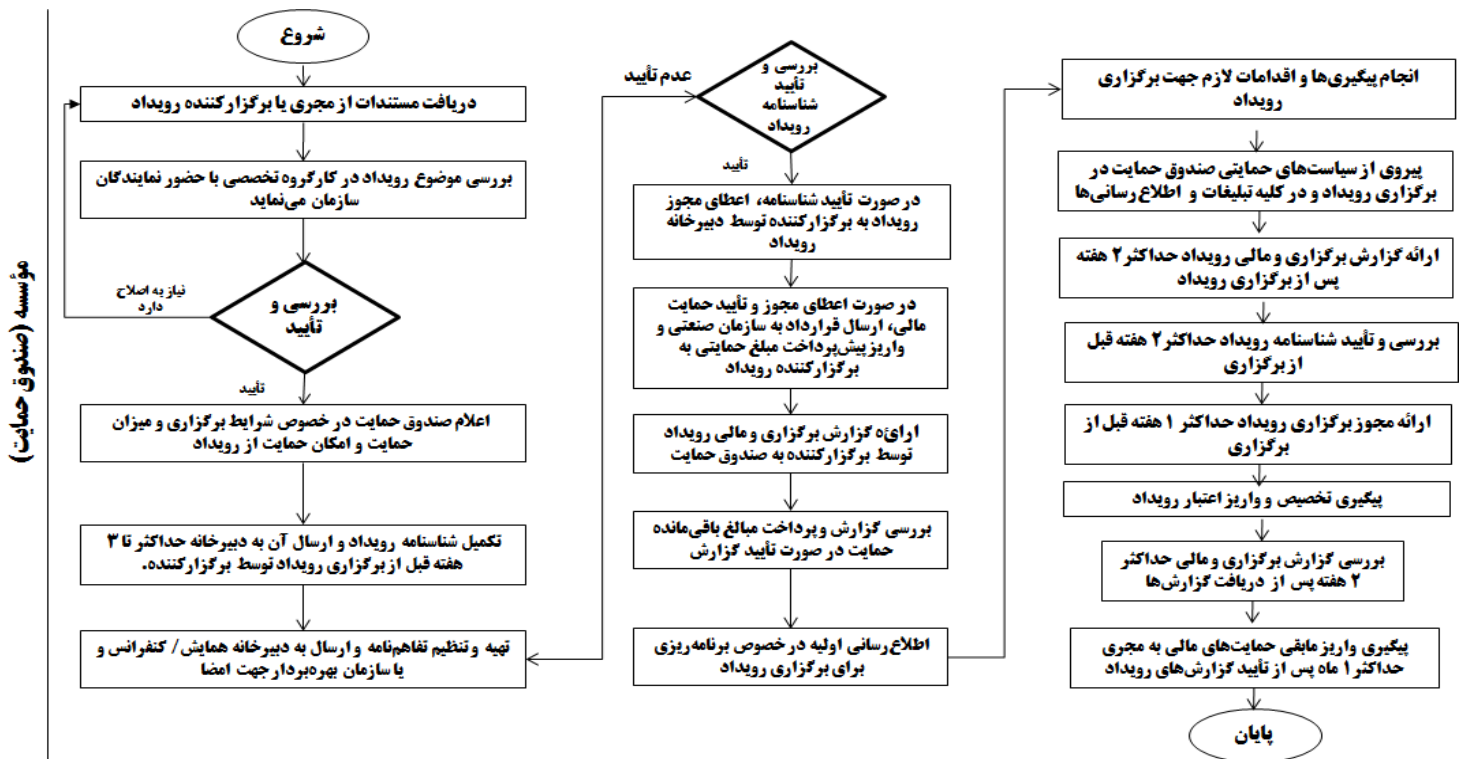 مؤسسه (صندوق حمایت)
شروع
دریافت مستندات از مجری یا برگزارکننده رویداد
بررسی موضوع رویداد در کارگروه تخصصی با حضور نمایندگان
سازمان می‌نماید
بررسی و
تأیید
نیاز به اصلاح
دارد
تأیید
اعلام صندوق حمایت در خصوص شرایط برگزاری و میزان
حمایت و امکان حمایت از رویداد
تکمیل شناسنامه رویداد و ارسال آن به دبیرخانه حداکثر تا ۳
هفته قبل از برگزاری رویداد توسط برگزارکننده.
تهیه و تنظیم تفاهم‌نامه و ارسال به دبیرخانه همایش/ کنفرانس و
یا سازمان بهره‌بردار جهت امضا
بررسی و
تأیید
شناسنامه
رویداد
عدم تأیید
تأیید
در صورت تأیید شناسنامه، اعطای مجوز
رویداد به برگزارکننده توسط دبیرخانه
رویداد
در صورت اعطای مجوز و تأیید حمایت
مالی، ارسال قرارداد به سازمان صنعتی و
واریز پیش‌پرداخت مبلغ حمایتی به
برگزارکننده رویداد
ارائه گزارش برگزاری و مالی رویداد
توسط برگزارکننده به صندوق حمایت
بررسی گزارش و پرداخت مبالغ باقی‌مانده
حمایت در صورت تأیید گزارش
اطلاع‌رسانی اولیه در خصوص برنامه‌ریزی
برای برگزاری رویداد
انجام پیگیری‌ها و اقدامات لازم جهت برگزاری
رویداد
پیروی از سیاست‌های حمایتی صندوق حمایت در
برگزاری رویداد و در کلیه تبلیغات و اطلاع رسانی‌ها
ارائه گزارش برگزاری و مالی رویداد حداکثر ۲ هفته
پس از برگزاری رویداد
بررسی و تأیید شناسنامه رویداد حداکثر ۲ هفته قبل
از برگزاری
ارائه مجوز برگزاری رویداد حداکثر ۱ هفته قبل از
برگزاری
پیگیری تخصیص و واریز اعتبار رویداد
بررسی گزارش برگزاری و مالی حداکثر
۲ هفته پس از دریافت گزارش‌ها
پیگیری واریز مابقی حمایت‌های مالی به مجری
حداکثر ۱ ماه پس از تأیید گزارش‌های رویداد
پایان